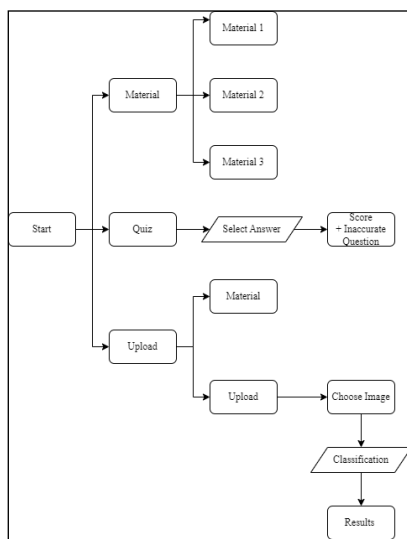 Material 1
Material
Material 2
Material 3
Start
Quiz
Select Answer
Score
+ Inaccurate
Question
Material
Upload
Upload
Choose Image
Classification
Results